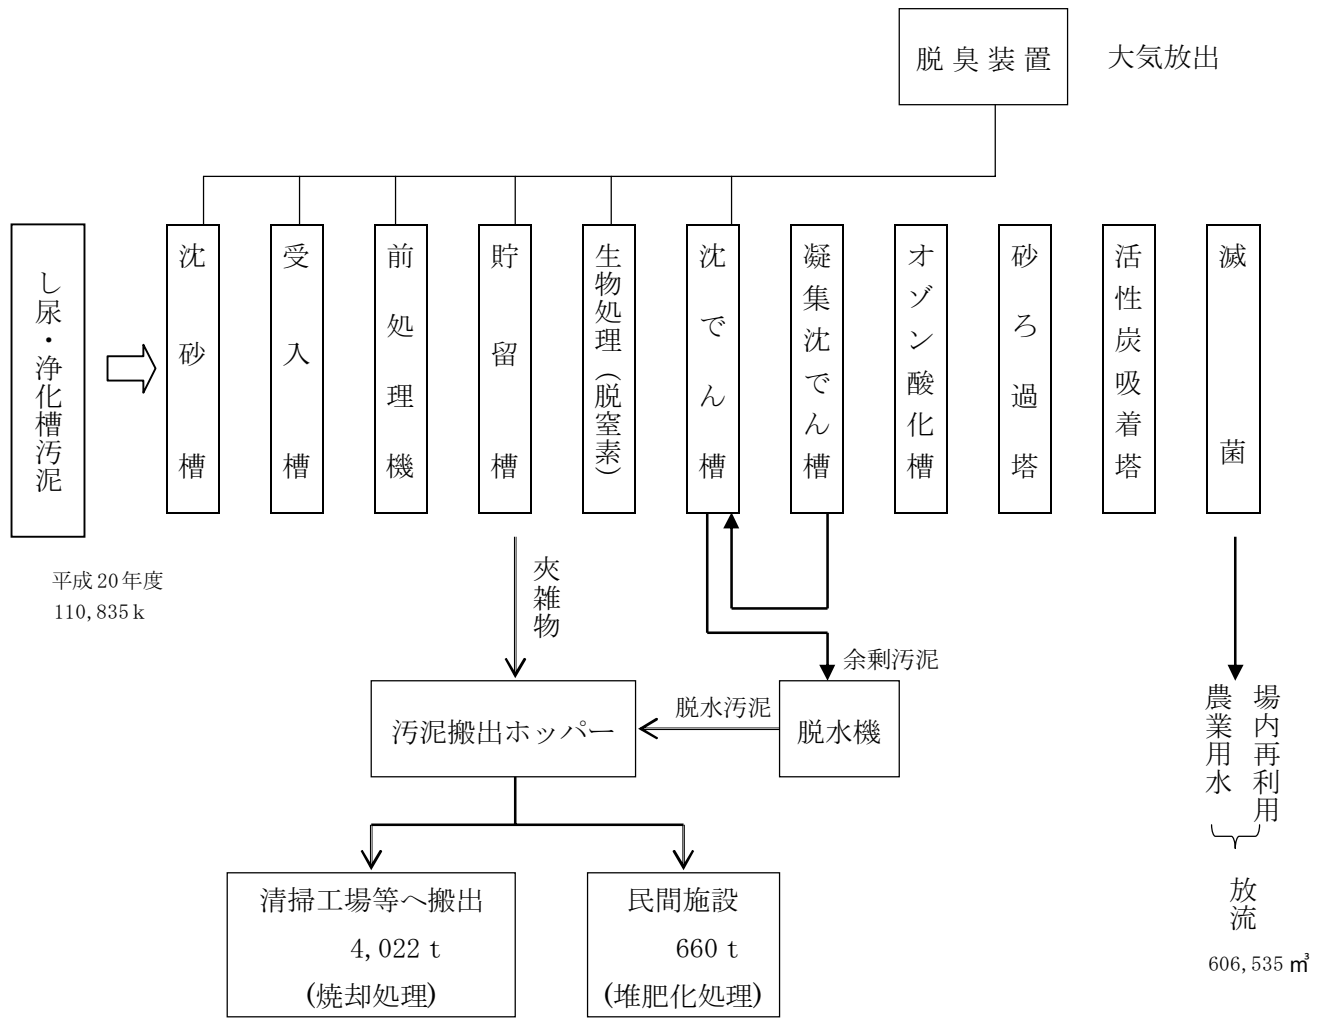 脱臭装置
大気放出
し尿・浄化槽汚泥
沈砂槽
受入槽
前処理機
貯留槽
生物処理(脱窒素)
沈でん槽
凝集沈でん槽
オゾン酸化槽
砂ろ過塔
活性炭吸着塔
滅菌
平成20年度
110,835k
夾雑物
余剰汚泥
汚泥搬出ホッパー
脱水汚泥
脱水機
場内再利用
農業用水
放流
606,535 ㎥
清掃工場等へ搬出
4,022 t
(焼却処理)
民間施設
660 t
(堆肥化処理)